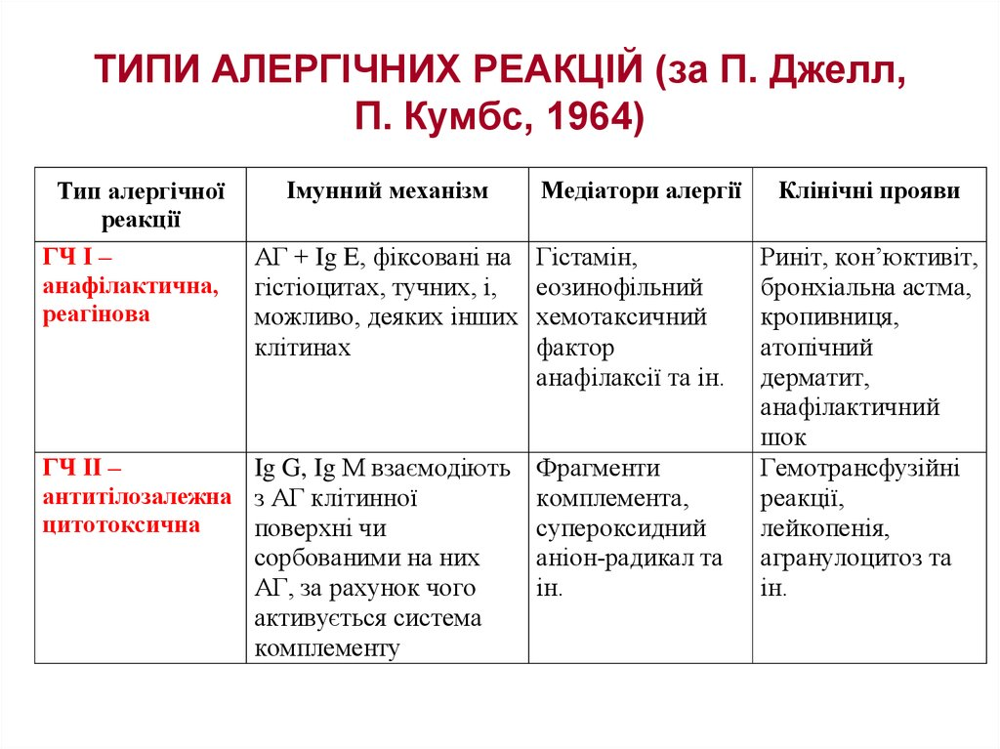 ТИПИ АЛЕРГІЧНИХ РЕАКЦІЙ (за П. Джелл,
П. Кумбс, 1964)
Тип алергічної
реакції
Імунний механізм
Медіатори алергії
Клінічні прояви
ГЧ I –
анафілактична,
реагінова
АГ + Ig E, фіксовані на
гістіоцитах, тучних, і,
можливо, деяких інших
клітинах
Гістамін,
еозинофільний
хемотаксичний
фактор
анафілаксії та ін.
Риніт, кон’юктивіт,
бронхіальна астма,
кропивниця,
атопічний
дерматит,
анафілактичний
шок
ГЧ II –
антитілозалежна
цитотоксична
Ig G, Ig M взаємодіють
з АГ клітинної
поверхні чи
сорбованими на них
АГ, за рахунок чого
активується система
комплементу
Фрагменти
комплемента,
супероксидний
аніон-радикал та
ін.
Гемотрансфузійні
реакції,
лейкопенія,
агранулоцитоз та
ін.